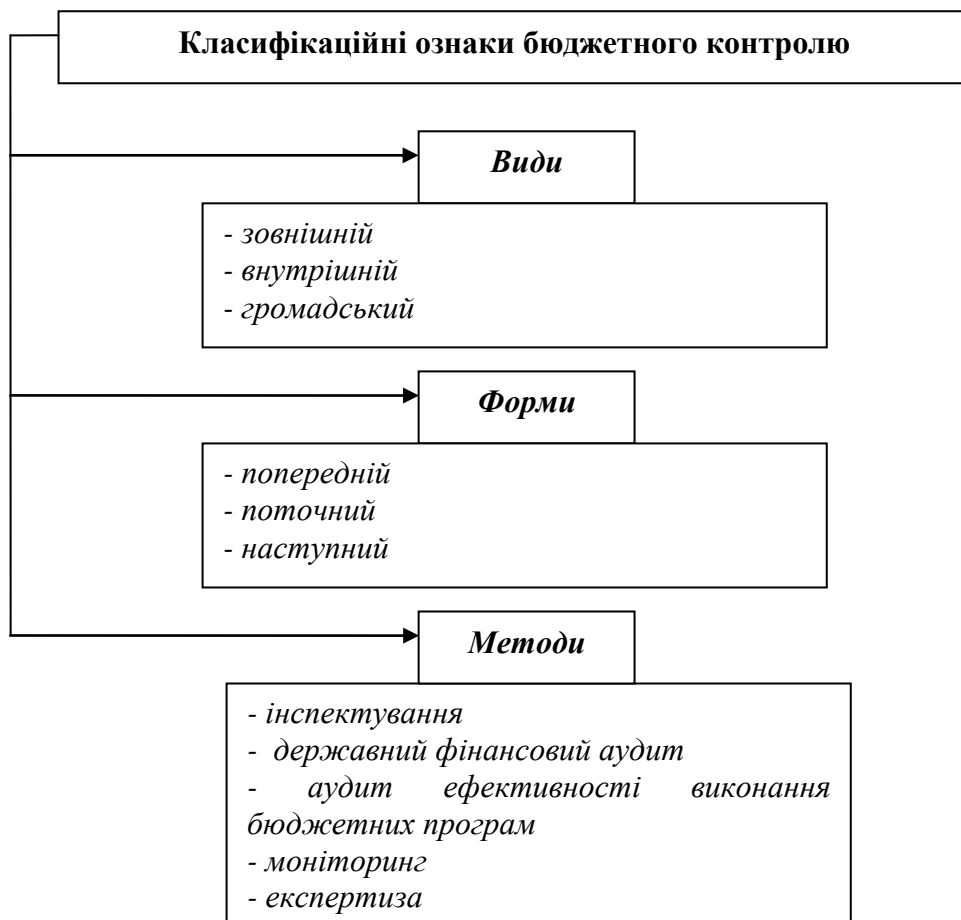 Класифікаційні ознаки бюджетного контролю
Види
- зовнішній
- внутрішній
- громадський
Форми
- попередній
- поточний
- наступний
Методи
- інспектування
- державний фінансовий аудит
- аудит ефективності виконання
бюджетних програм
- моніторинг
- експертиза